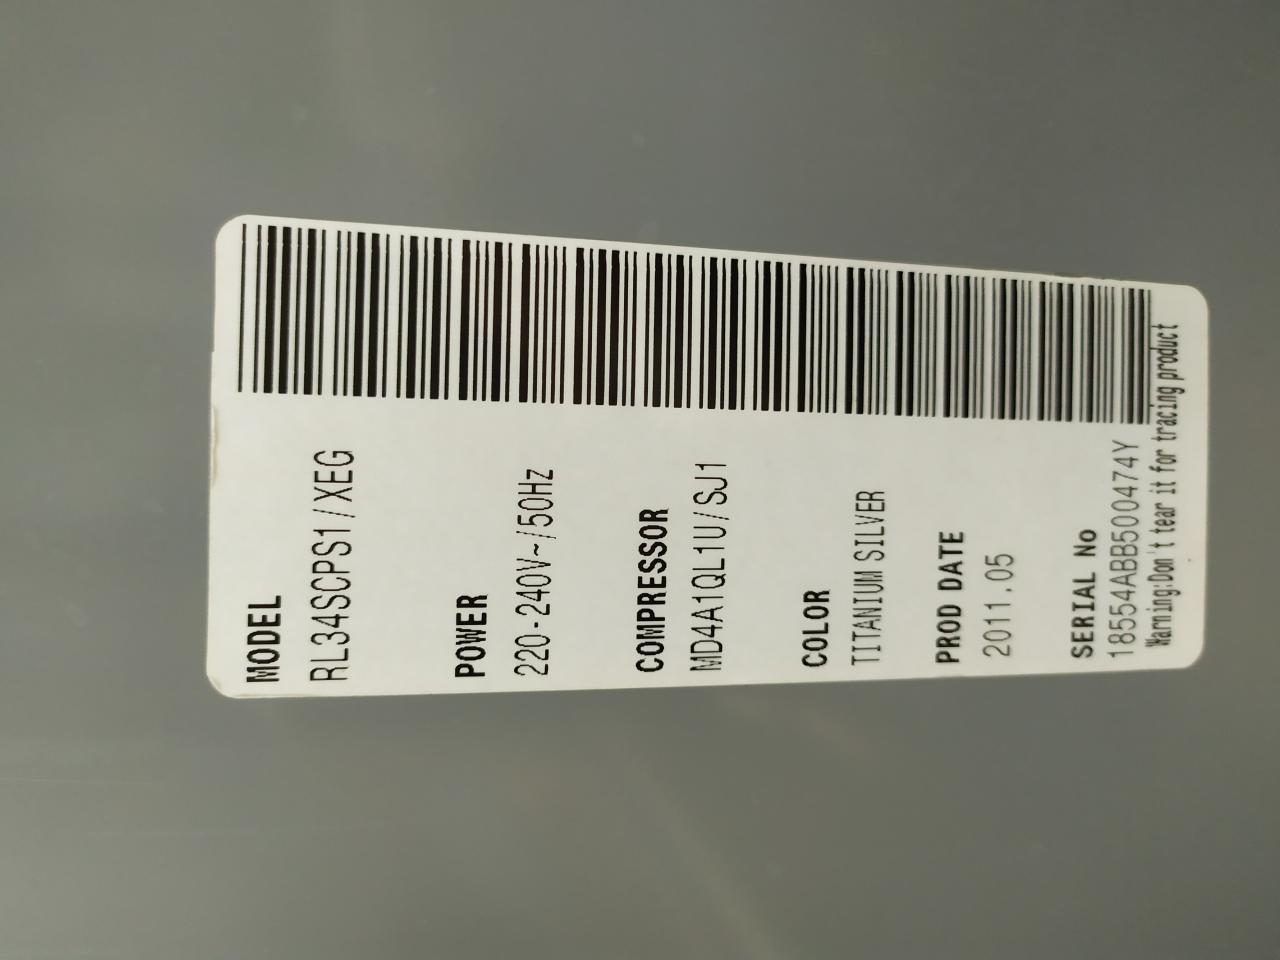 MODEL
RL34SCPS1/XEG
POWER
220-240V~/50Hz
COMPRESSOR
MD4A1QL1U/SJ1
COLOR
TITANIUM SILVER
PROD DATE
2011.05
SERIAL No
18554ABB500474Y
Warning:Don't tear it for tracing product